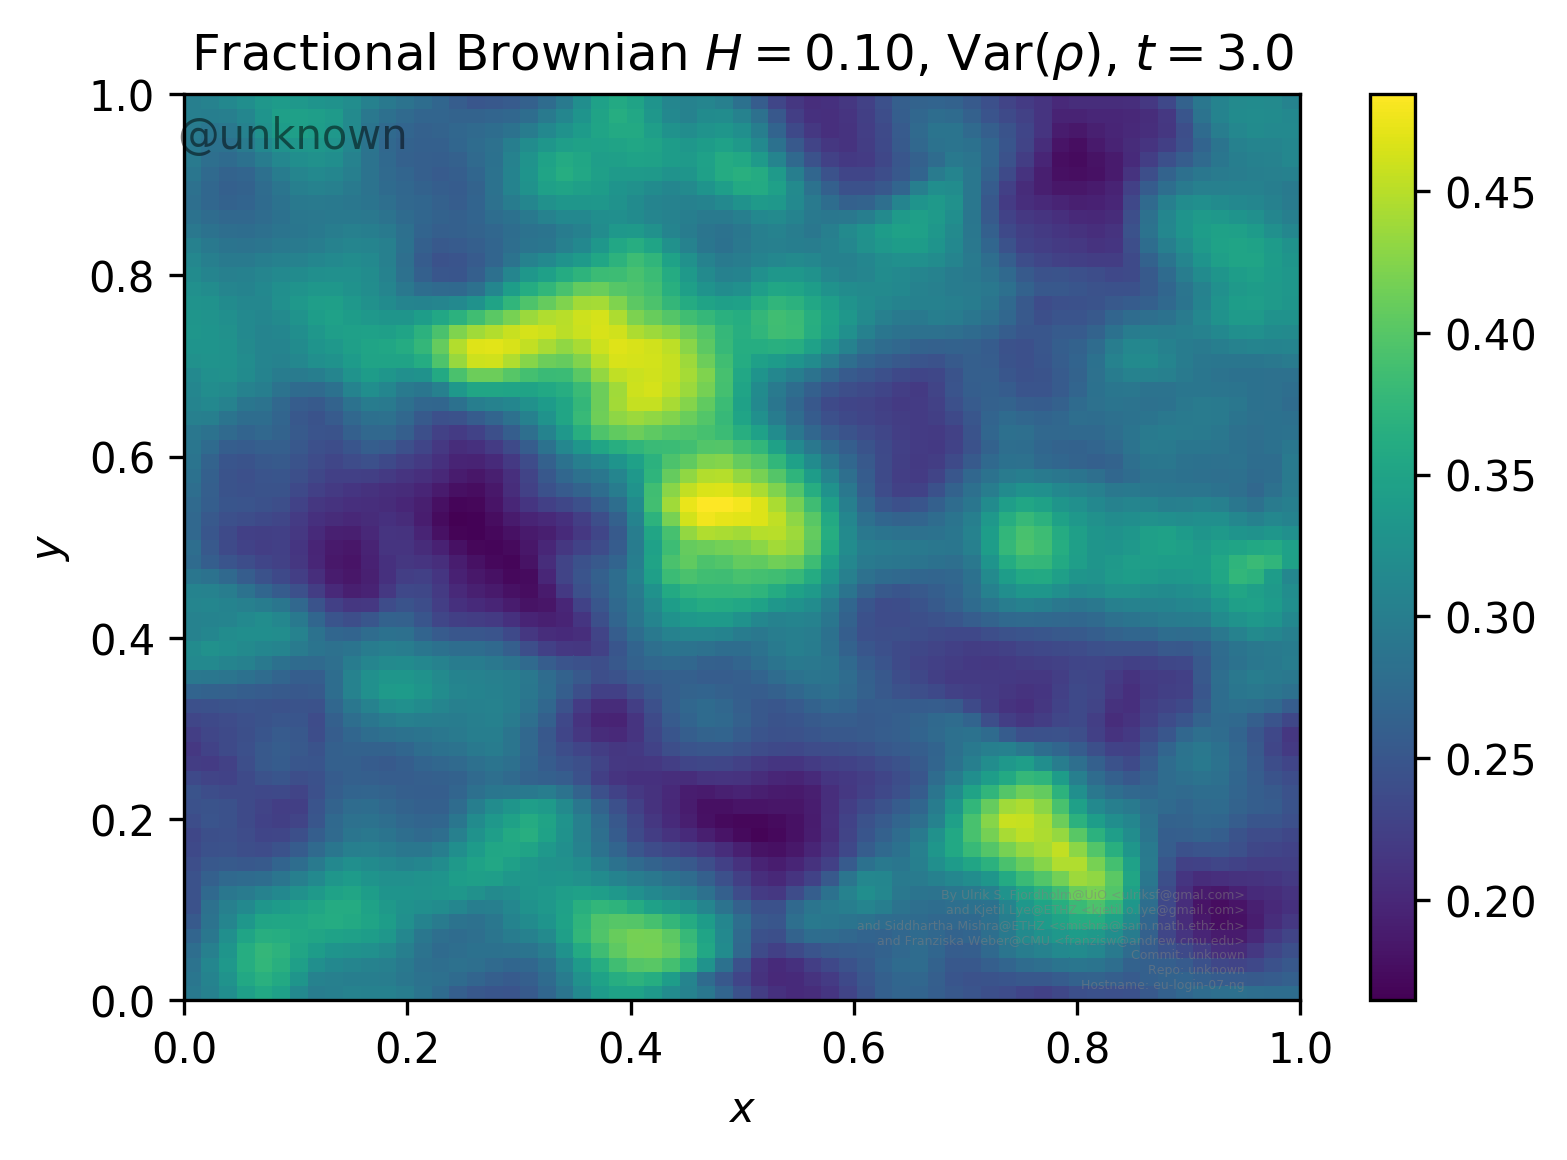 Fractional Brownian H = 0.10, Var(ρ), t = 3.0
@unknown
1.0
0.8
0.6
0.4
0.2
0.0
y
0.0 0.2 0.4 0.6 0.8 1.0
x
0.45
0.40
0.35
0.30
0.25
0.20
By Ulrik S.
and Kjetil
and Siddhartha Mishra@ETHZ
and Franziska Weber@CMU
Commit: unknown
Repo: unknown
Hostname: eu-login-07-ng